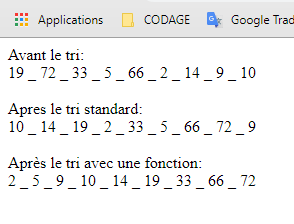 Applications CODAGE Google Trad
Avant le tri:
19 _ 72 _ 33 _ 5 _ 66 _ 2 _ 14 _ 9 _ 10
Apres le tri standard:
10 _ 14 _ 19 _ 2 _ 33 _ 5 _ 66 _ 72 _ 9
Après le tri avec une fonction:
2 _ 5 _ 9 _ 10 _ 14 _ 19 _ 33 _ 66 _ 72